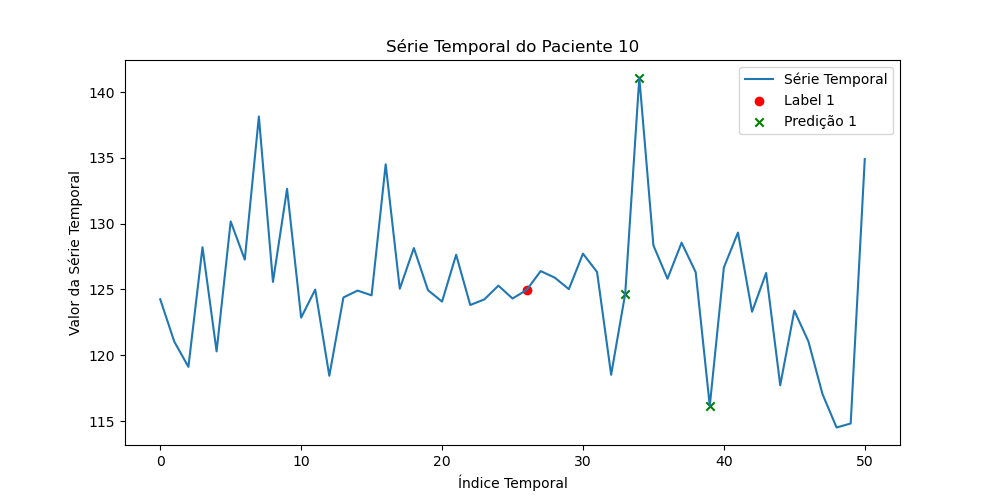 Série Temporal do Paciente 10
Série Temporal
Label 1
Predição 1
Valor da Série Temporal
140
135
130
125
120
115
0 10 20 30 40 50
Índice Temporal